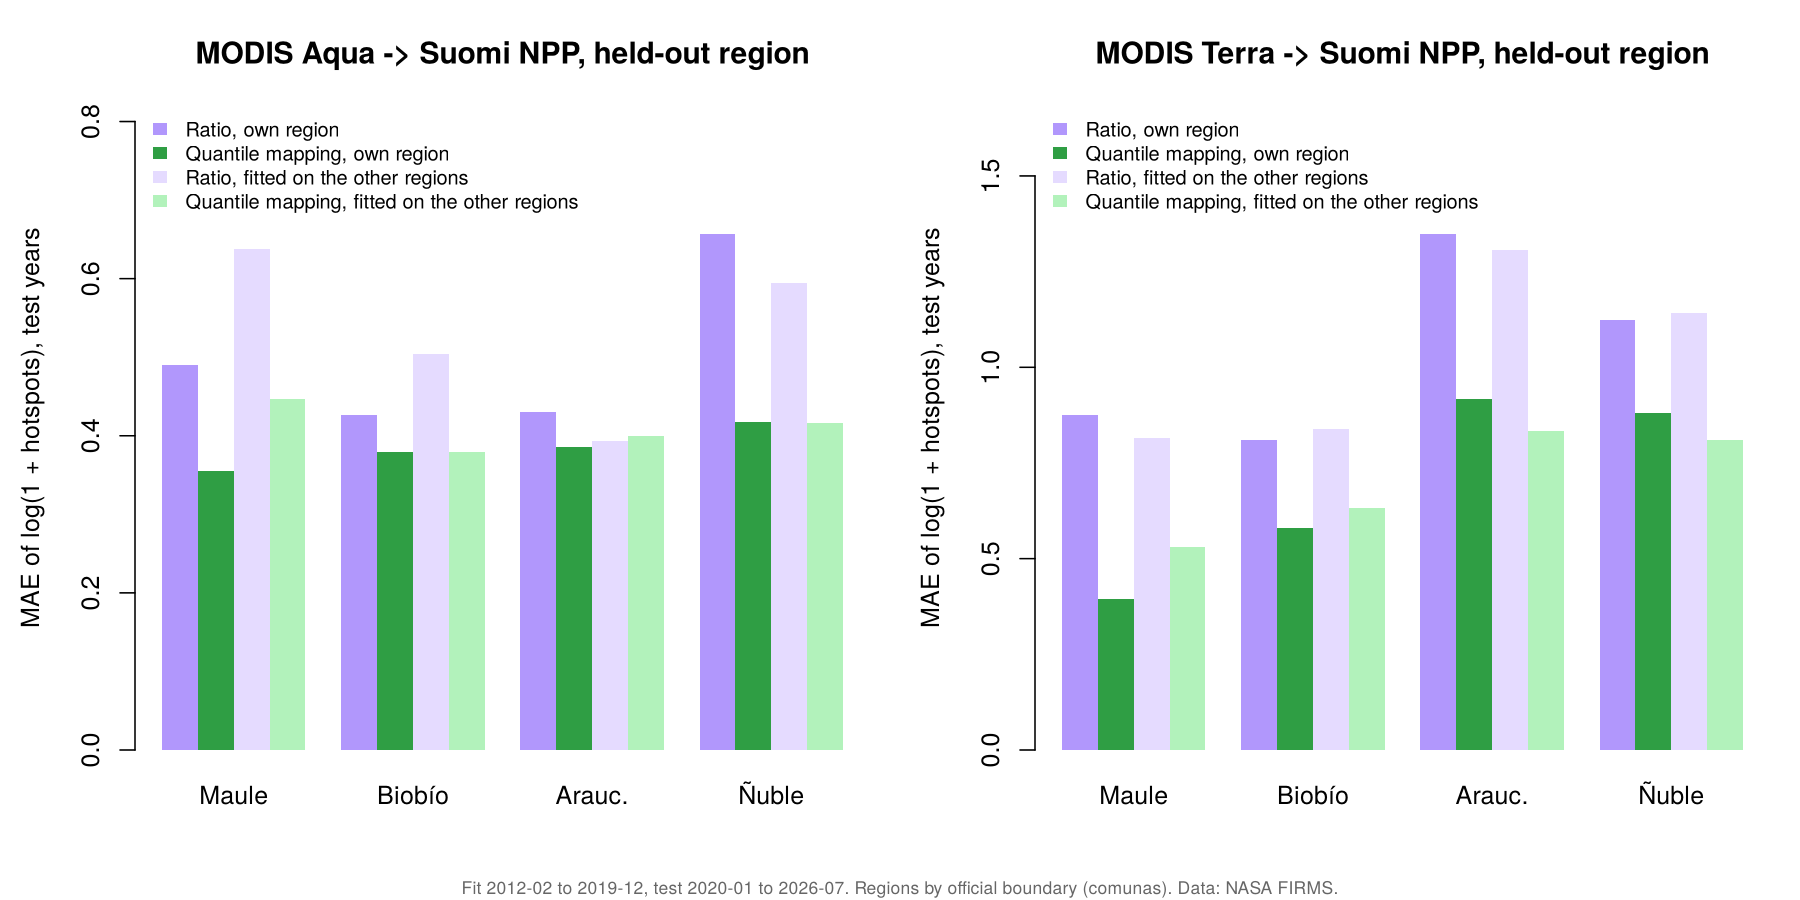 MODIS Aqua -> Suomi NPP, held-out region
MAE of log(1 + hotspots), test years
0.8
0.6
0.4
0.2
0.0
Ratio, own region
Quantile mapping, own region
Ratio, fitted on the other regions
Quantile mapping, fitted on the other regions
Maule
Biobío
Arauc.
Ñuble
MODIS Terra -> Suomi NPP, held-out region
MAE of log(1 + hotspots), test years
1.5
1.0
0.5
0.0
Ratio, own region
Quantile mapping, own region
Ratio, fitted on the other regions
Quantile mapping, fitted on the other regions
Maule
Biobío
Arauc.
Ñuble
Fit 2012-02 to 2019-12, test 2020-01 to 2026-07. Regions by official boundary (comunas). Data: NASA FIRMS.